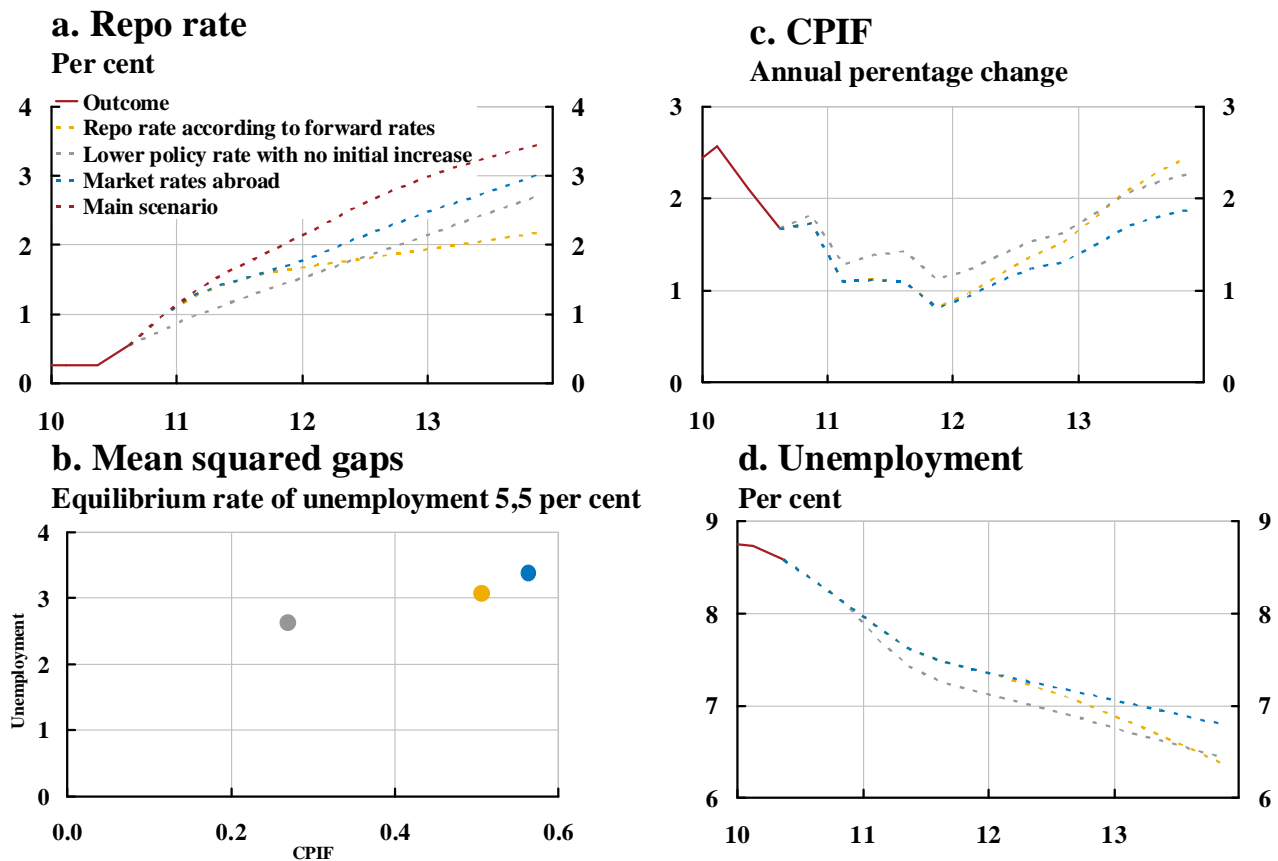 a. Repo rate
Per cent
4
3
2
1
0
Outcome
Repo rate according to forward rates
Lower policy rate with no initial increase
Market rates abroad
Main scenario
4
3
2
1
0
10 11 12 13
c. CPIF
Annual perentage change
3
2
1
0
3
2
1
0
10 11 12 13
b. Mean squared gaps
Equilibrium rate of unemployment 5,5 per cent
Unemployment
4
3
2
1
0
0.0 0.2 0.4 0.6
CPIF
d. Unemployment
Per cent
9
8
7
6
9
8
7
6
10 11 12 13